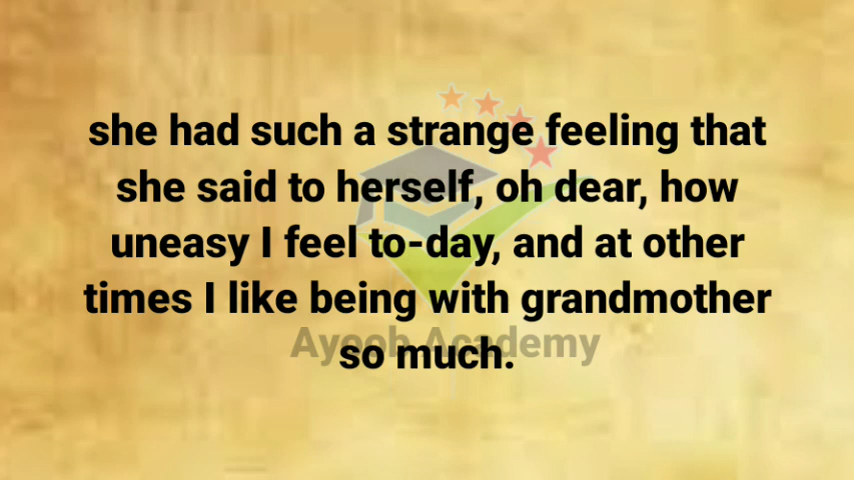 she had such a strange feeling that
she said to herself, oh dear, how
uneasy I feel to-day, and at other
times I like being with grandmother
so much.
Ayoob Academy